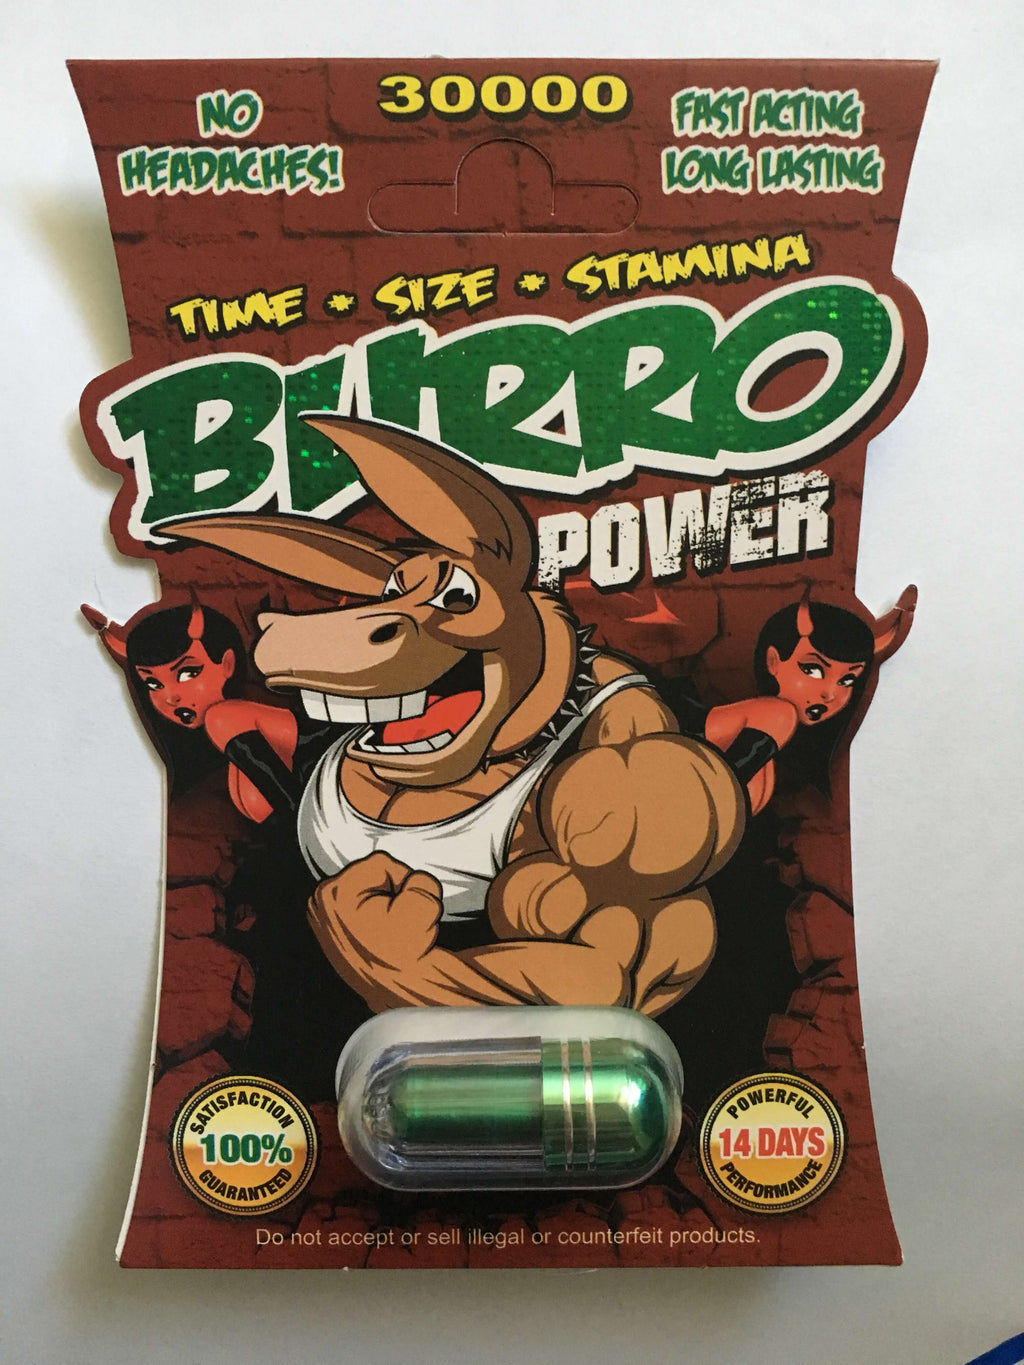 30000
NO
HEADACHES!
FAST ACTING
LONG LASTING
TIME * SIZE * STAMINA
BURRO
POWER
SATISFACTION
100%
GUARANTEED
POWERFUL
14 DAYS
PERFORMANCE
Do not accept or sell illegal or counterfeit products.